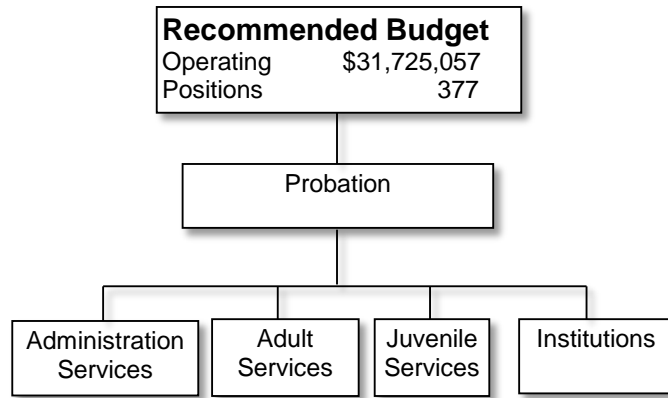 Recommended Budget
Operating $31,725,057
Positions 377
Probation
Administration
Services
Adult
Services
Juvenile
Services
Institutions